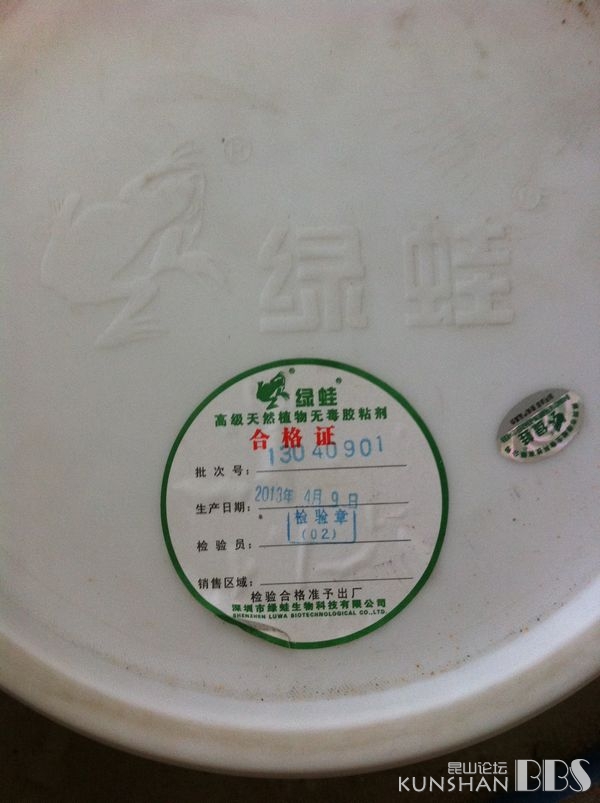 ®
绿蛙
绿蛙®
高级天然植物无毒胶粘剂
合格证
批次号: 13040901
生产日期: 2013年 4月 9日
检验章
检验员: (02)
销售区域:
检验合格准予出厂
深圳市绿蛙生物科技有限公司
SHENZHEN LUWA BIOTECHNOLOGICAL CO.,LTD.
绿蛙
昆山论坛
KUNSHAN BBS